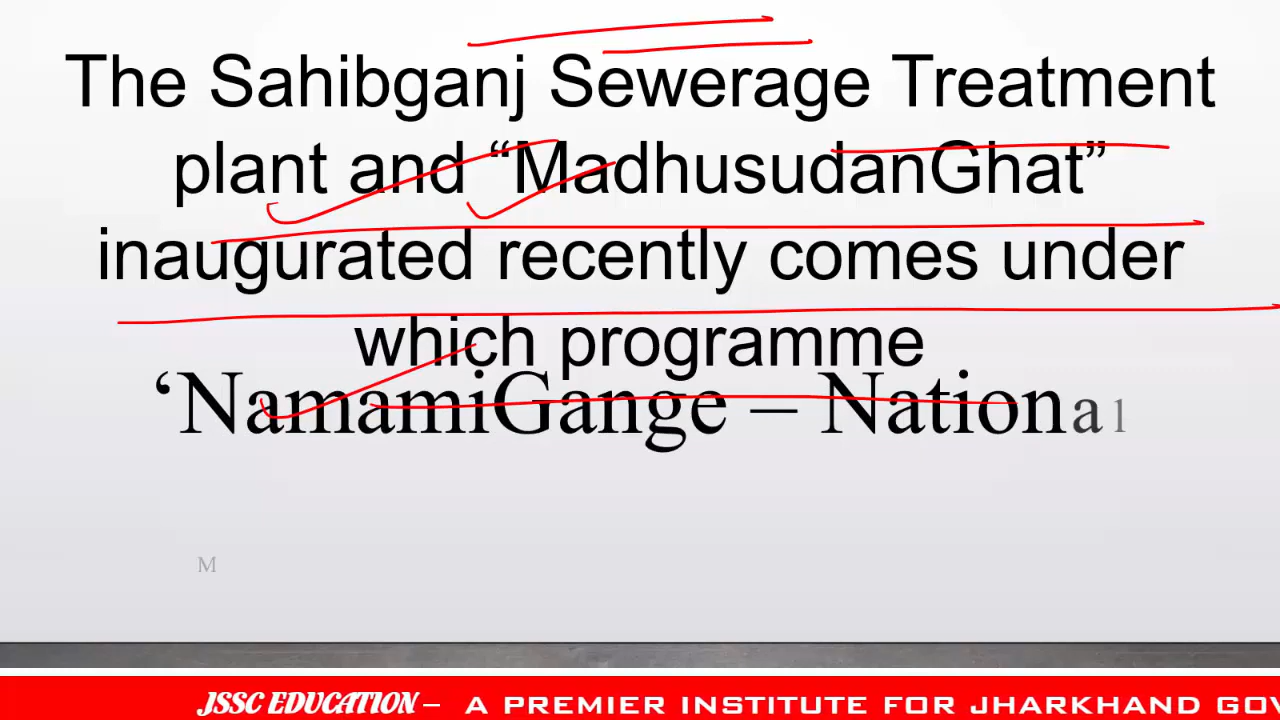 The Sahibganj Sewerage Treatment
plant and “MadhusudanGhat”
inaugurated recently comes under
which programme
‘NamamiGange – National
M
JSSC EDUCATION – A PREMIER INSTITUTE FOR JHARKHAND GOV